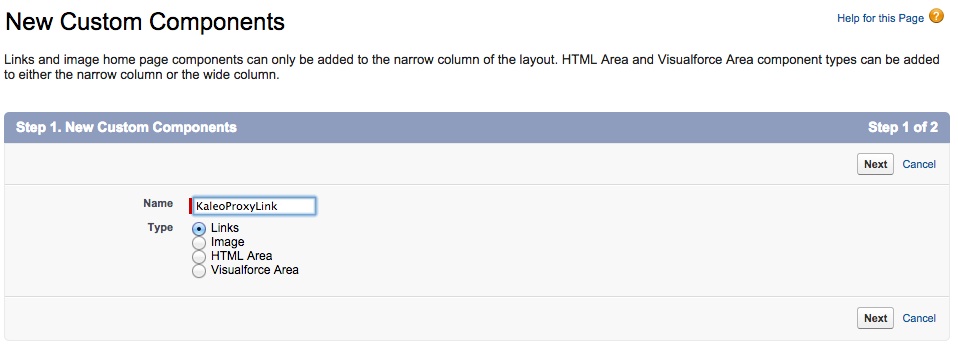 New Custom Components
Help for this Page ?
Links and image home page components can only be added to the narrow column of the layout. HTML Area and Visualforce Area component types can be added
to either the narrow column or the wide column.
Step 1. New Custom Components
Step 1 of 2
Next Cancel
Name KaleoProxyLink
Type Links
Image
HTML Area
Visualforce Area
Next Cancel